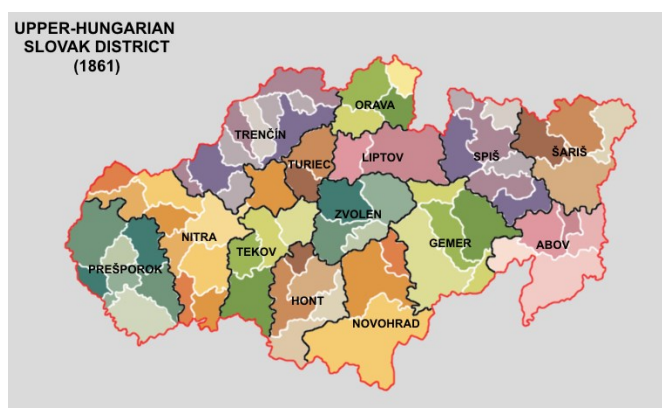 UPPER-HUNGARIAN
SLOVAK DISTRICT
(1861)
ORAVA
TRENČÍN
TURIEC
LIPTOV
SPIŠ
ŠARIŠ
ZVOLEN
NITRA
TEKOV
GEMER
ABOV
PREŠPOROK
HONT
NOVOHRAD